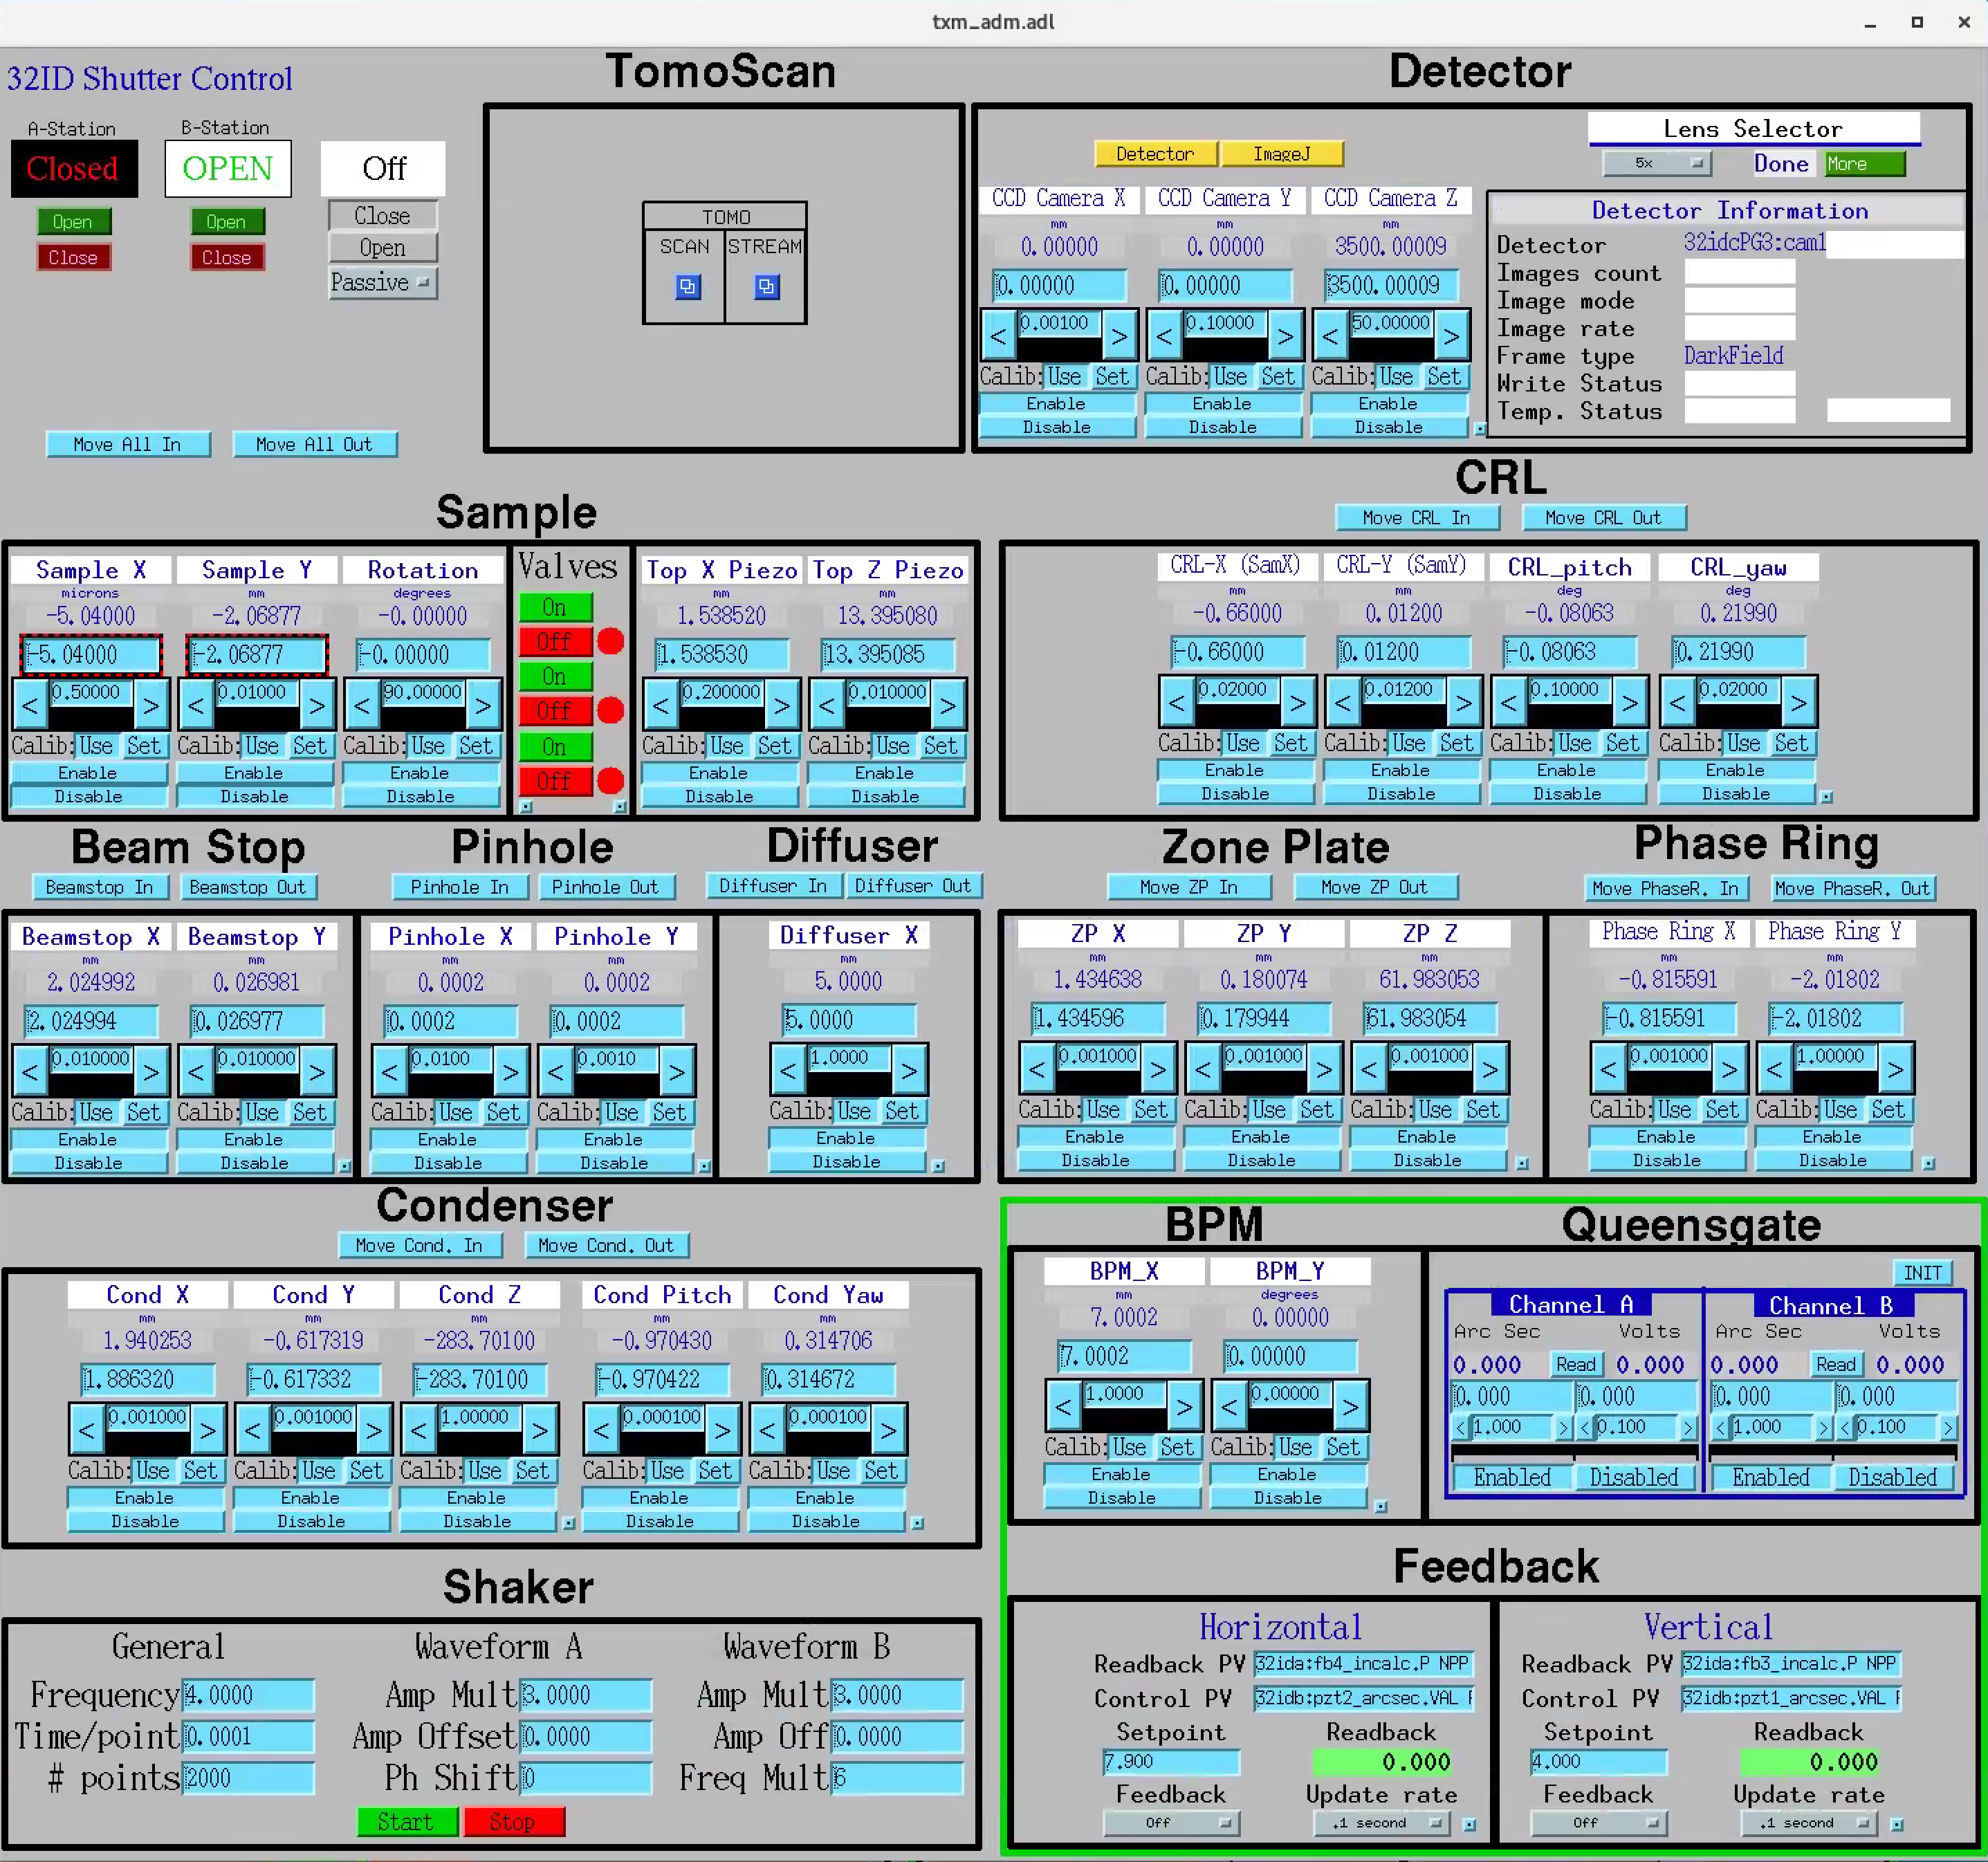 txm_adm.adl
32ID Shutter Control
A-Station
B-Station
Closed
OPEN
Off
Open
Open
Close
Close
Close
Open
Passive
Move All In
Move All Out
TomoScan
TOMO
SCAN
STREAM
Detector
Detector
ImageJ
CCD Camera X
CCD Camera Y
CCD Camera Z
mm
mm
mm
0.00000
0.00000
3500.00009
0.00000
0.00000
3500.00009
< 0.00100 >
< 0.10000 >
< 50.00000 >
Calib: Use Set
Calib: Use Set
Calib: Use Set
Enable
Enable
Enable
Disable
Disable
Disable
Lens Selector
5x
Done
More
Detector Information
Detector 32idcPG3:cam1
Images count
Image mode
Image rate
Frame type DarkField
Write Status
Temp. Status
Sample
Sample X
Sample Y
Rotation
microns
mm
degrees
-5.04000
-2.06877
-0.00000
-5.04000
-2.06877
-0.00000
< 0.50000 >
< 0.01000 >
< 90.00000 >
Calib: Use Set
Calib: Use Set
Calib: Use Set
Enable
Enable
Enable
Disable
Disable
Disable
Valves
On
Off
On
Off
On
Off
Top X Piezo
Top Z Piezo
mm
mm
1.538520
13.395080
1.538530
13.395085
< 0.200000 >
< 0.010000 >
Calib: Use Set
Calib: Use Set
Enable
Enable
Disable
Disable
CRL
Move CRL In
Move CRL Out
CRL-X (SamX)
CRL-Y (SamY)
CRL_pitch
CRL_yaw
mm
mm
deg
deg
-0.66000
0.01200
-0.08063
0.21990
-0.66000
0.01200
-0.08063
0.21990
< 0.02000 >
< 0.01200 >
< 0.10000 >
< 0.02000 >
Calib: Use Set
Calib: Use Set
Calib: Use Set
Calib: Use Set
Enable
Enable
Enable
Enable
Disable
Disable
Disable
Disable
Beam Stop
Beamstop In
Beamstop Out
Beamstop X
Beamstop Y
mm
mm
2.024992
0.026981
2.024994
0.026977
< 0.010000 >
< 0.010000 >
Calib: Use Set
Calib: Use Set
Enable
Enable
Disable
Disable
Pinhole
Pinhole In
Pinhole Out
Pinhole X
Pinhole Y
mm
mm
0.0002
0.0002
0.0002
0.0002
< 0.0100 >
< 0.0010 >
Calib: Use Set
Calib: Use Set
Enable
Enable
Disable
Disable
Diffuser
Diffuser In
Diffuser Out
Diffuser X
mm
5.0000
5.0000
< 1.0000 >
Calib: Use Set
Enable
Disable
Zone Plate
Move ZP In
Move ZP Out
ZP X
ZP Y
ZP Z
mm
mm
mm
1.434638
0.180074
61.983053
1.434596
0.179944
61.983054
< 0.001000 >
< 0.001000 >
< 0.001000 >
Calib: Use Set
Calib: Use Set
Calib: Use Set
Enable
Enable
Enable
Disable
Disable
Disable
Phase Ring
Move PhaseR. In
Move PhaseR. Out
Phase Ring X
Phase Ring Y
mm
mm
-0.815591
-2.01802
-0.815591
-2.01802
< 0.001000 >
< 1.00000 >
Calib: Use Set
Calib: Use Set
Enable
Enable
Disable
Disable
Condenser
Move Cond. In
Move Cond. Out
Cond X
Cond Y
Cond Z
Cond Pitch
Cond Yaw
mm
mm
mm
mm
mm
1.940253
-0.617319
-283.70100
-0.970430
0.314706
1.886320
-0.617332
-283.70100
-0.970422
0.314672
< 0.001000 >
< 0.001000 >
< 1.00000 >
< 0.000100 >
< 0.000100 >
Calib: Use Set
Calib: Use Set
Calib: Use Set
Calib: Use Set
Calib: Use Set
Enable
Enable
Enable
Enable
Enable
Disable
Disable
Disable
Disable
Disable
BPM
BPM_X
BPM_Y
mm
degrees
7.0002
0.00000
7.0002
0.00000
< 1.0000 >
< 0.00000 >
Calib: Use Set
Calib: Use Set
Enable
Enable
Disable
Disable
Queensgate
INIT
Channel A
Channel B
Arc Sec Volts
Arc Sec Volts
0.000 Read 0.000
0.000 Read 0.000
0.000 0.000
0.000 0.000
< 1.000 > < 0.100 >
< 1.000 > < 0.100 >
Enabled Disabled
Enabled Disabled
Shaker
General
Waveform A
Waveform B
Frequency 4.0000
Amp Mult 3.0000
Amp Mult 3.0000
Time/point 0.0001
Amp Offset 0.0000
Amp Off 0.0000
# points 2000
Ph Shift 0
Freq Mult 6
Start
Stop
Feedback
Horizontal
Readback PV 32ida:fb4_incalc.P NPP
Control PV 32idb:pzt2_arcsec.VAL
Setpoint Readback
7.900 0.000
Feedback Update rate
Off .1 second
Vertical
Readback PV 32ida:fb3_incalc.P NPP
Control PV 32idb:pzt1_arcsec.VAL
Setpoint Readback
4.000 0.000
Feedback Update rate
Off .1 second